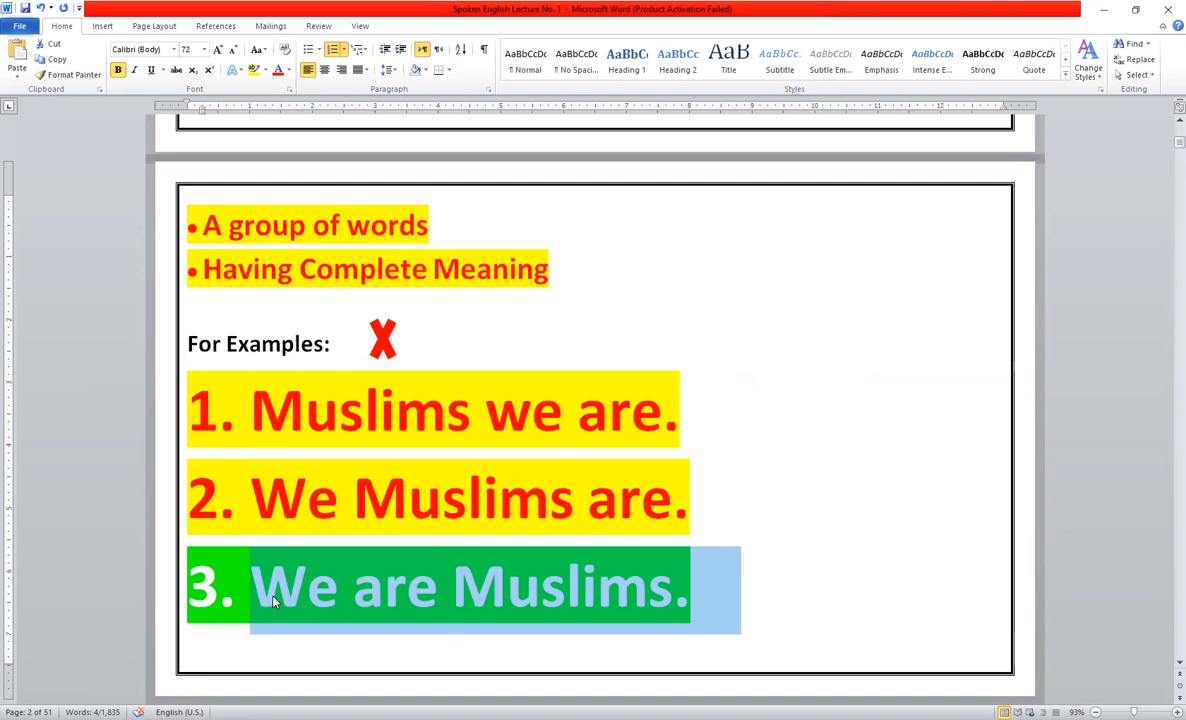 Spoken English Lecture No. 1 - Microsoft Word (Product Activation Failed)
File Home Insert Page Layout References Mailings Review View
Paste
Cut
Copy
Format Painter
Clipboard
Calibri (Body) 72
Font
Paragraph
AaBbCcDc AaBbCcDc AaBbC AaBbCc AaB AaBbCcL AaBbCcDc AaBbCcDc AaBbCcDc AaBbCcDc AaBbCcDc
¶ Normal ¶ No Spaci... Heading 1 Heading 2 Title Subtitle Subtle Em... Emphasis Intense E... Strong Quote
Change Styles
Styles
Find
Replace
Select
Editing
• A group of words
• Having Complete Meaning
For Examples: X
1. Muslims we are.
2. We Muslims are.
3. We are Muslims.
Page: 2 of 51 Words: 4/1,835 English (U.S.) 93%